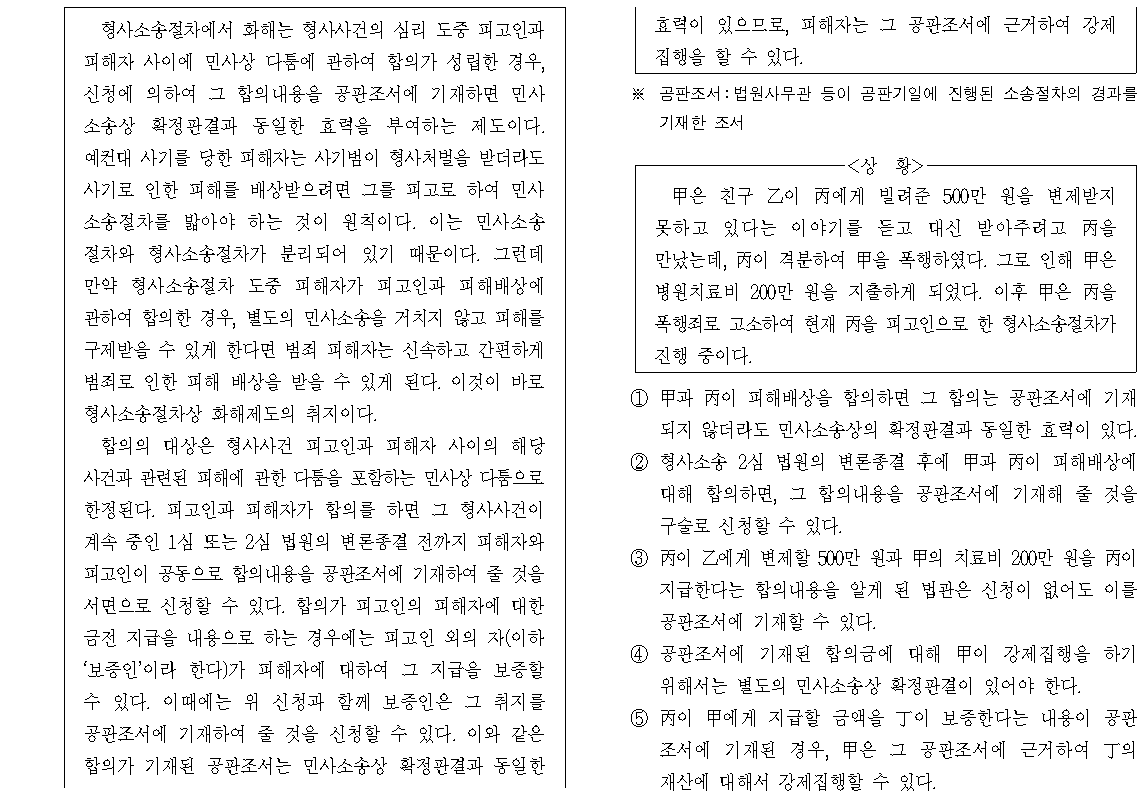 형사소송절차에서 화해는 형사사건의 심리 도중 피고인과
피해자 사이에 민사상 다툼에 관하여 합의가 성립한 경우,
신청에 의하여 그 합의내용을 공판조서에 기재하면 민사
소송상 확정판결과 동일한 효력을 부여하는 제도이다.
예컨대 사기를 당한 피해자는 사기범이 형사처벌을 받더라도
사기로 인한 피해를 배상받으려면 그를 피고로 하여 민사
소송절차를 밟아야 하는 것이 원칙이다. 이는 민사소송
절차와 형사소송절차가 분리되어 있기 때문이다. 그런데
만약 형사소송절차 도중 피해자가 피고인과 피해배상에
관하여 합의한 경우, 별도의 민사소송을 거치지 않고 피해를
구제받을 수 있게 한다면 범죄 피해자는 신속하고 간편하게
범죄로 인한 피해 배상을 받을 수 있게 된다. 이것이 바로
형사소송절차상 화해제도의 취지이다.
합의의 대상은 형사사건 피고인과 피해자 사이의 해당
사건과 관련된 피해에 관한 다툼을 포함하는 민사상 다툼으로
한정된다. 피고인과 피해자가 합의를 하면 그 형사사건이
계속 중인 1심 또는 2심 법원의 변론종결 전까지 피해자와
피고인이 공동으로 합의내용을 공판조서에 기재하여 줄 것을
서면으로 신청할 수 있다. 합의가 피고인의 피해자에 대한
금전 지급을 내용으로 하는 경우에는 피고인 외의 자(이하
‘보증인’이라 한다)가 피해자에 대하여 그 지급을 보증할
수 있다. 이때에는 위 신청과 함께 보증인은 그 취지를
공판조서에 기재하여 줄 것을 신청할 수 있다. 이와 같은
합의가 기재된 공판조서는 민사소송상 확정판결과 동일한
효력이 있으므로, 피해자는 그 공판조서에 근거하여 강제
집행을 할 수 있다.
※ 공판조서:법원사무관 등이 공판기일에 진행된 소송절차의 경과를
기재한 조서
<상 황>
甲은 친구 乙이 丙에게 빌려준 500만 원을 변제받지
못하고 있다는 이야기를 듣고 대신 받아주려고 丙을
만났는데, 丙이 격분하여 甲을 폭행하였다. 그로 인해 甲은
병원치료비 200만 원을 지출하게 되었다. 이후 甲은 丙을
폭행죄로 고소하여 현재 丙을 피고인으로 한 형사소송절차가
진행 중이다.
① 甲과 丙이 피해배상을 합의하면 그 합의는 공판조서에 기재
되지 않더라도 민사소송상의 확정판결과 동일한 효력이 있다.
② 형사소송 2심 법원의 변론종결 후에 甲과 丙이 피해배상에
대해 합의하면, 그 합의내용을 공판조서에 기재해 줄 것을
구술로 신청할 수 있다.
③ 丙이 乙에게 변제할 500만 원과 甲의 치료비 200만 원을 丙이
지급한다는 합의내용을 알게 된 법관은 신청이 없어도 이를
공판조서에 기재할 수 있다.
④ 공판조서에 기재된 합의금에 대해 甲이 강제집행을 하기
위해서는 별도의 민사소송상 확정판결이 있어야 한다.
⑤ 丙이 甲에게 지급할 금액을 丁이 보증한다는 내용이 공판
조서에 기재된 경우, 甲은 그 공판조서에 근거하여 丁의
재산에 대해서 강제집행할 수 있다.